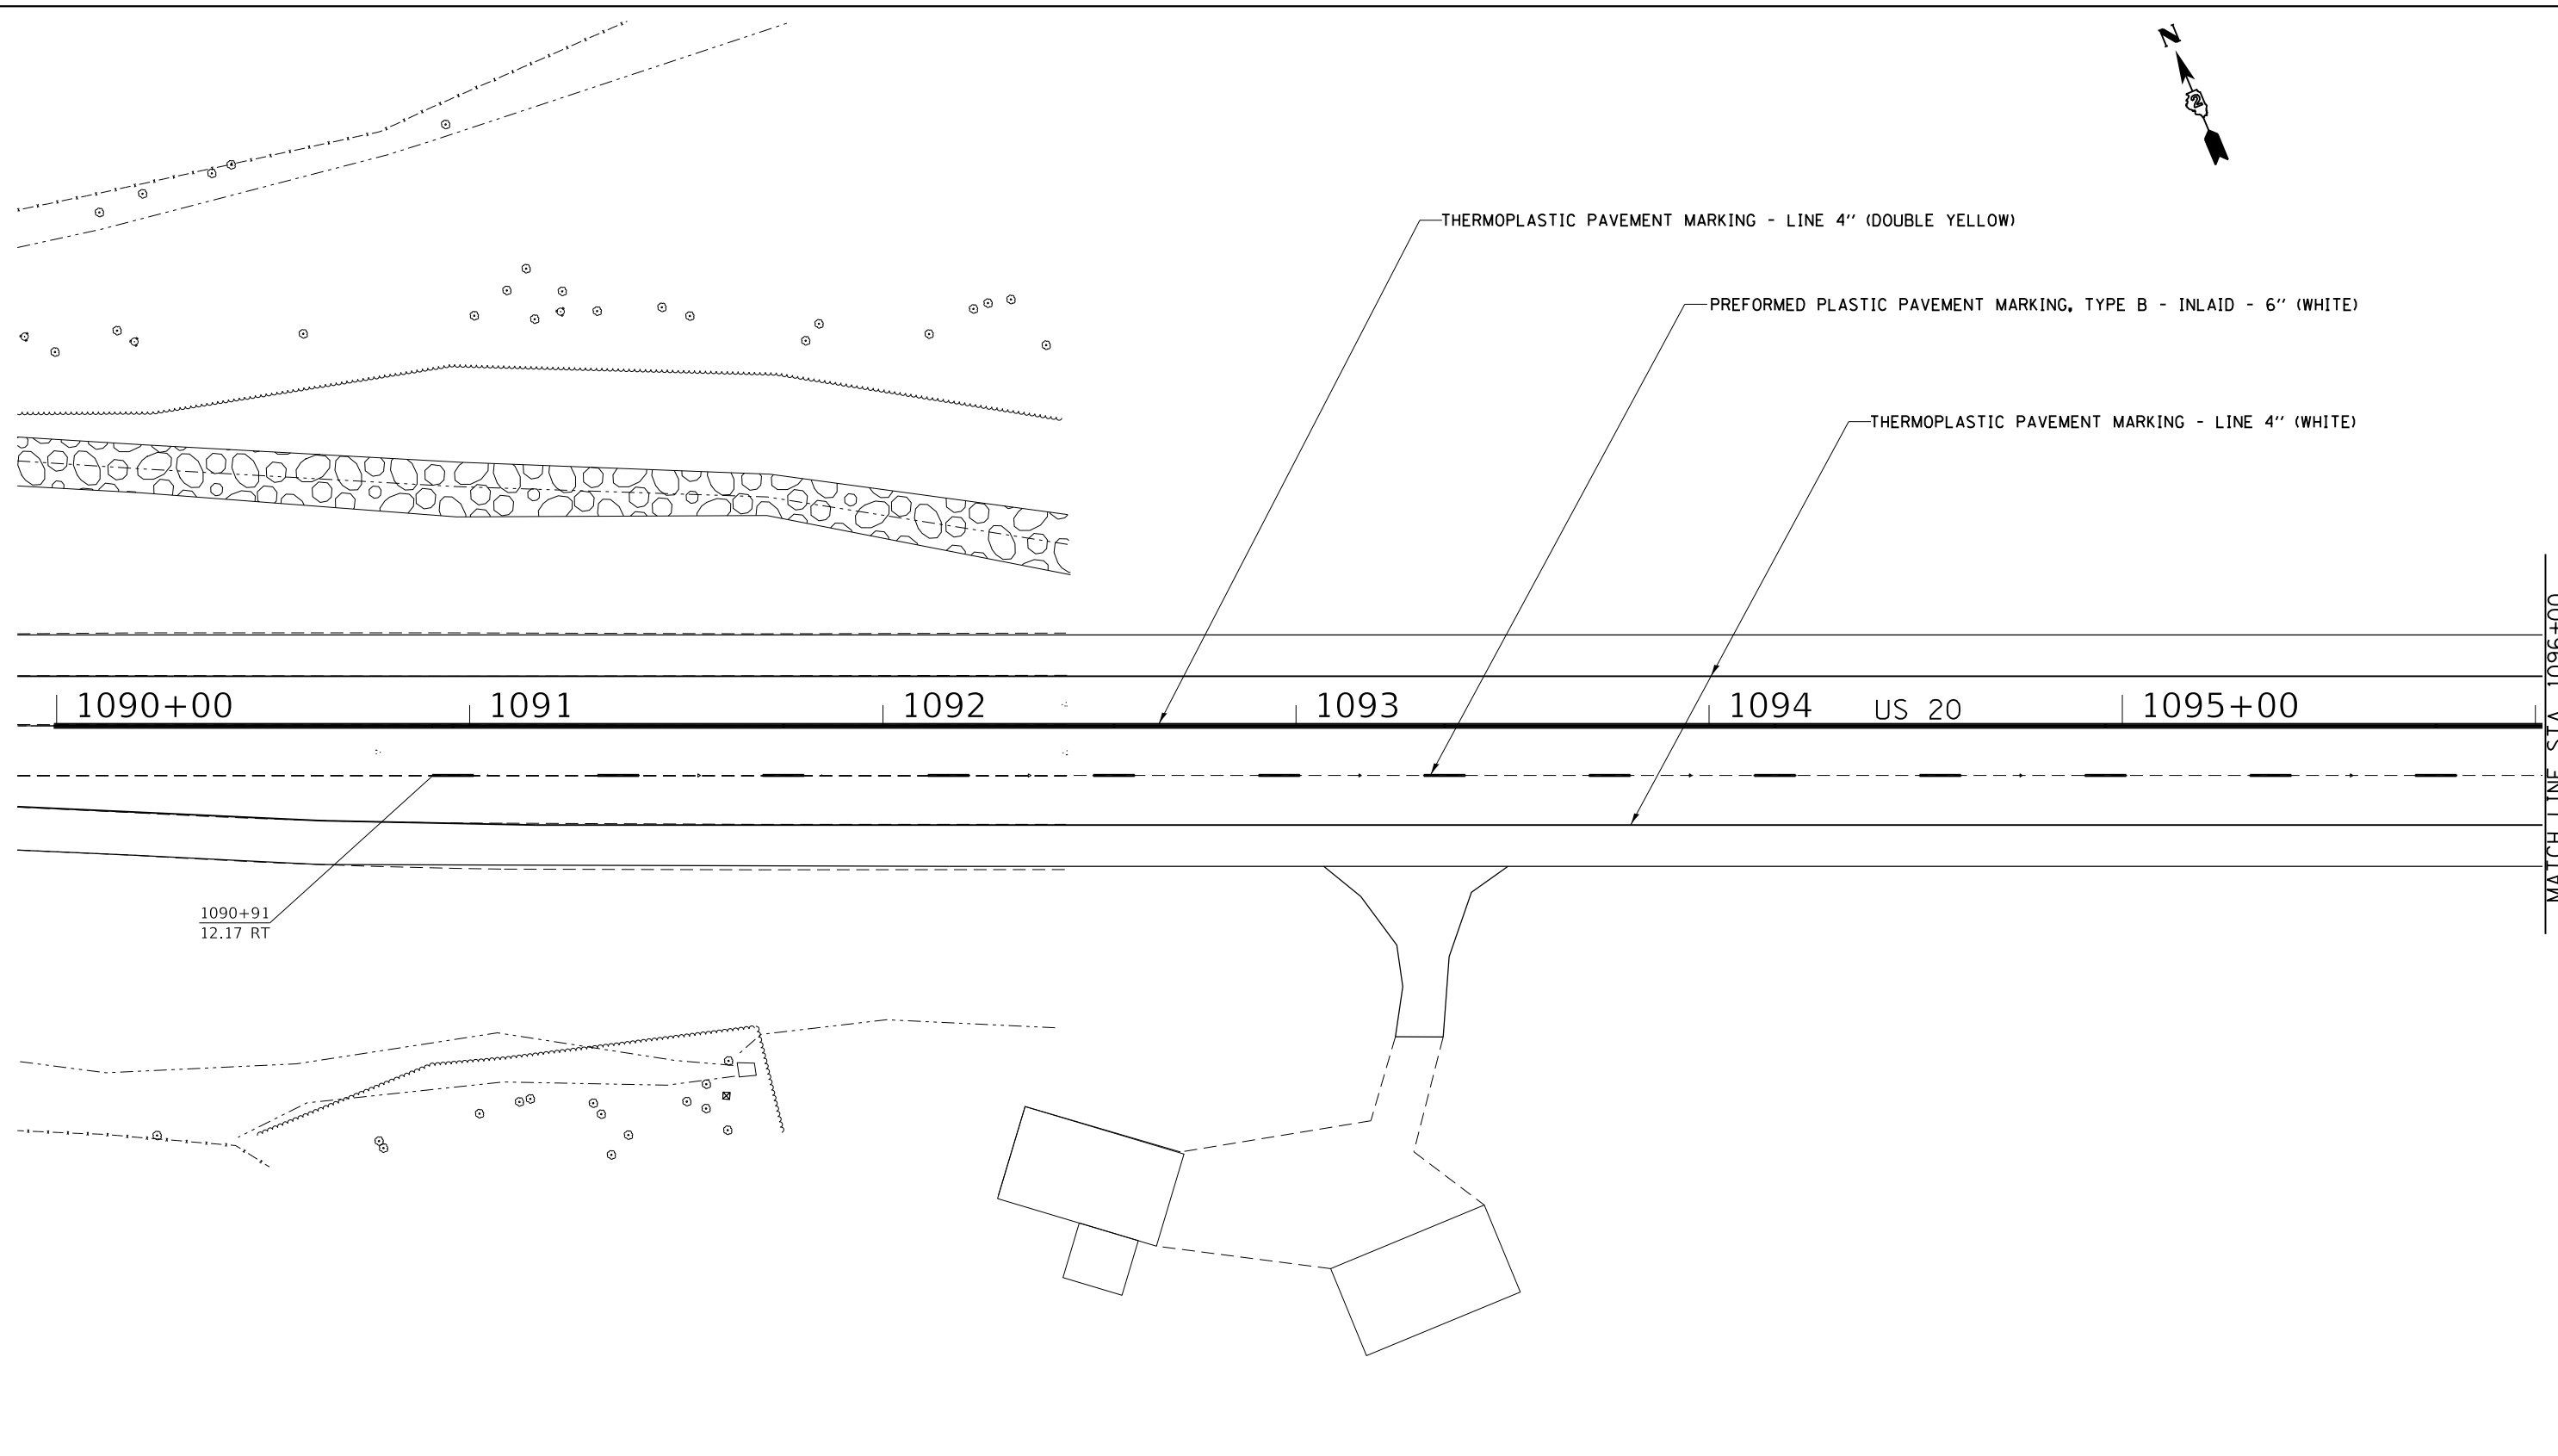 N
2
THERMOPLASTIC PAVEMENT MARKING - LINE 4'' (DOUBLE YELLOW)
PREFORMED PLASTIC PAVEMENT MARKING, TYPE B - INLAID - 6'' (WHITE)
THERMOPLASTIC PAVEMENT MARKING - LINE 4'' (WHITE)
1090+00 1091 1092 1093 1094 US 20 1095+00
MATCH LINE STA 1096+00
1090+91
12.17 RT